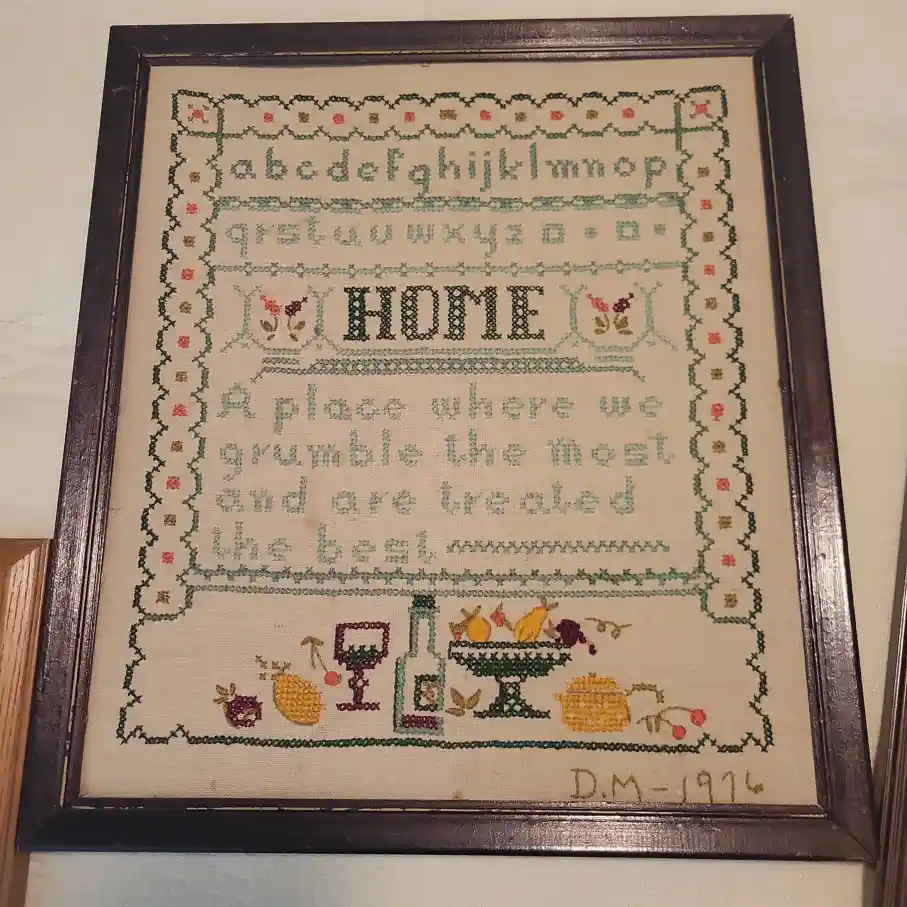 abcdefghijklmnop
qrstuvwxyz
HOME
A place where we
grumble the most
and are treated
the best
D.M-1976